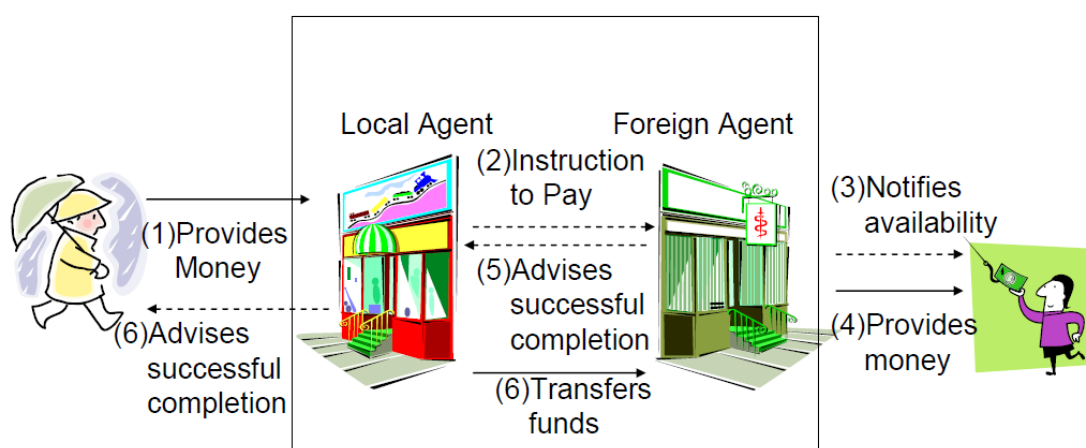 Local Agent
Foreign Agent
(1)Provides
Money
(2)Instruction
to Pay
(3)Notifies
availability
(4)Provides
money
(5)Advises
successful
completion
(6)Advises
successful
completion
(6)Transfers
funds